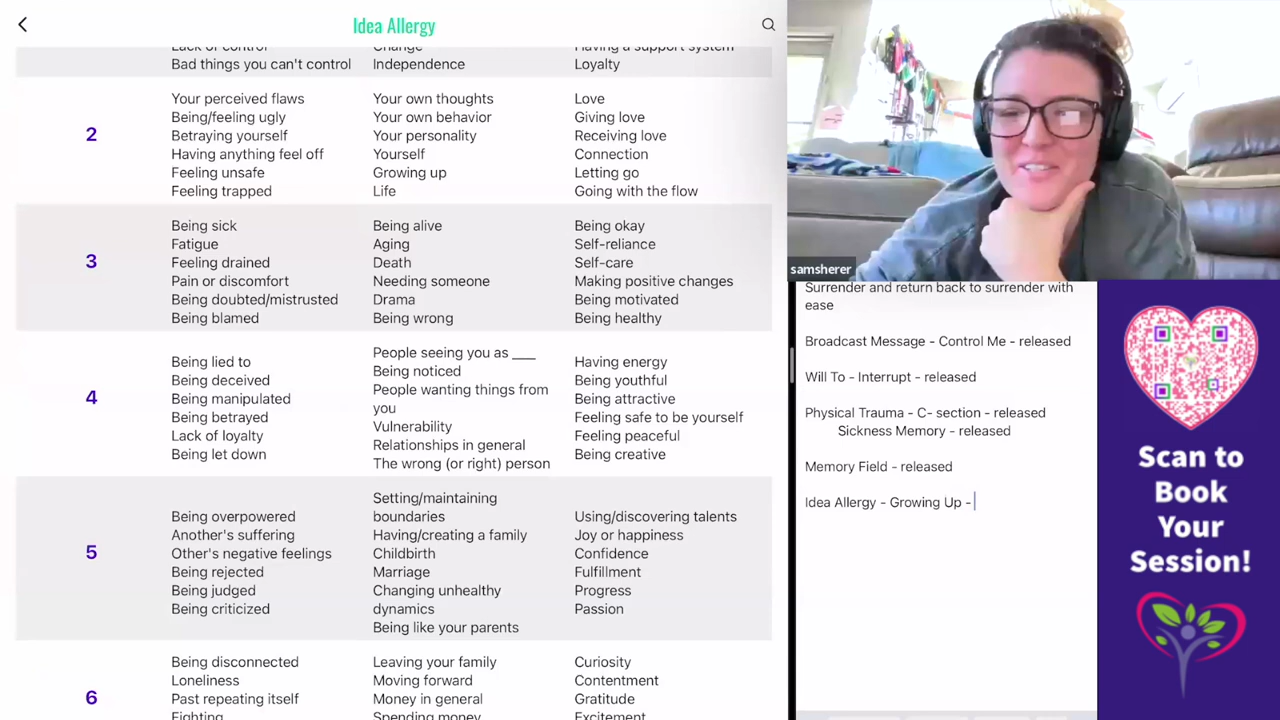 Idea Allergy
Lack of control
Change
Having a support system
Bad things you can't control
Independence
Loyalty
2
Your perceived flaws
Being/feeling ugly
Betraying yourself
Having anything feel off
Feeling unsafe
Feeling trapped
Your own thoughts
Your own behavior
Your personality
Yourself
Growing up
Life
Love
Giving love
Receiving love
Connection
Letting go
Going with the flow
3
Being sick
Fatigue
Feeling drained
Pain or discomfort
Being doubted/mistrusted
Being blamed
Being alive
Aging
Death
Needing someone
Drama
Being wrong
Being okay
Self-reliance
Self-care
Making positive changes
Being motivated
Being healthy
4
Being lied to
Being deceived
Being manipulated
Being betrayed
Lack of loyalty
Being let down
People seeing you as ___
Being noticed
People wanting things from
you
Vulnerability
Relationships in general
The wrong (or right) person
Having energy
Being youthful
Being attractive
Feeling safe to be yourself
Feeling peaceful
Being creative
5
Being overpowered
Another's suffering
Other's negative feelings
Being rejected
Being judged
Being criticized
Setting/maintaining
boundaries
Having/creating a family
Childbirth
Marriage
Changing unhealthy
dynamics
Being like your parents
Using/discovering talents
Joy or happiness
Confidence
Fulfillment
Progress
Passion
6
Being disconnected
Loneliness
Past repeating itself
Fighting
Leaving your family
Moving forward
Money in general
Spending money
Curiosity
Contentment
Gratitude
Excitement
samsherer
Surrender and return back to surrender with
ease
Broadcast Message - Control Me - released
Will To - Interrupt - released
Physical Trauma - C- section - released
Sickness Memory - released
Memory Field - released
Idea Allergy - Growing Up -
Scan to
Book
Your
Session!